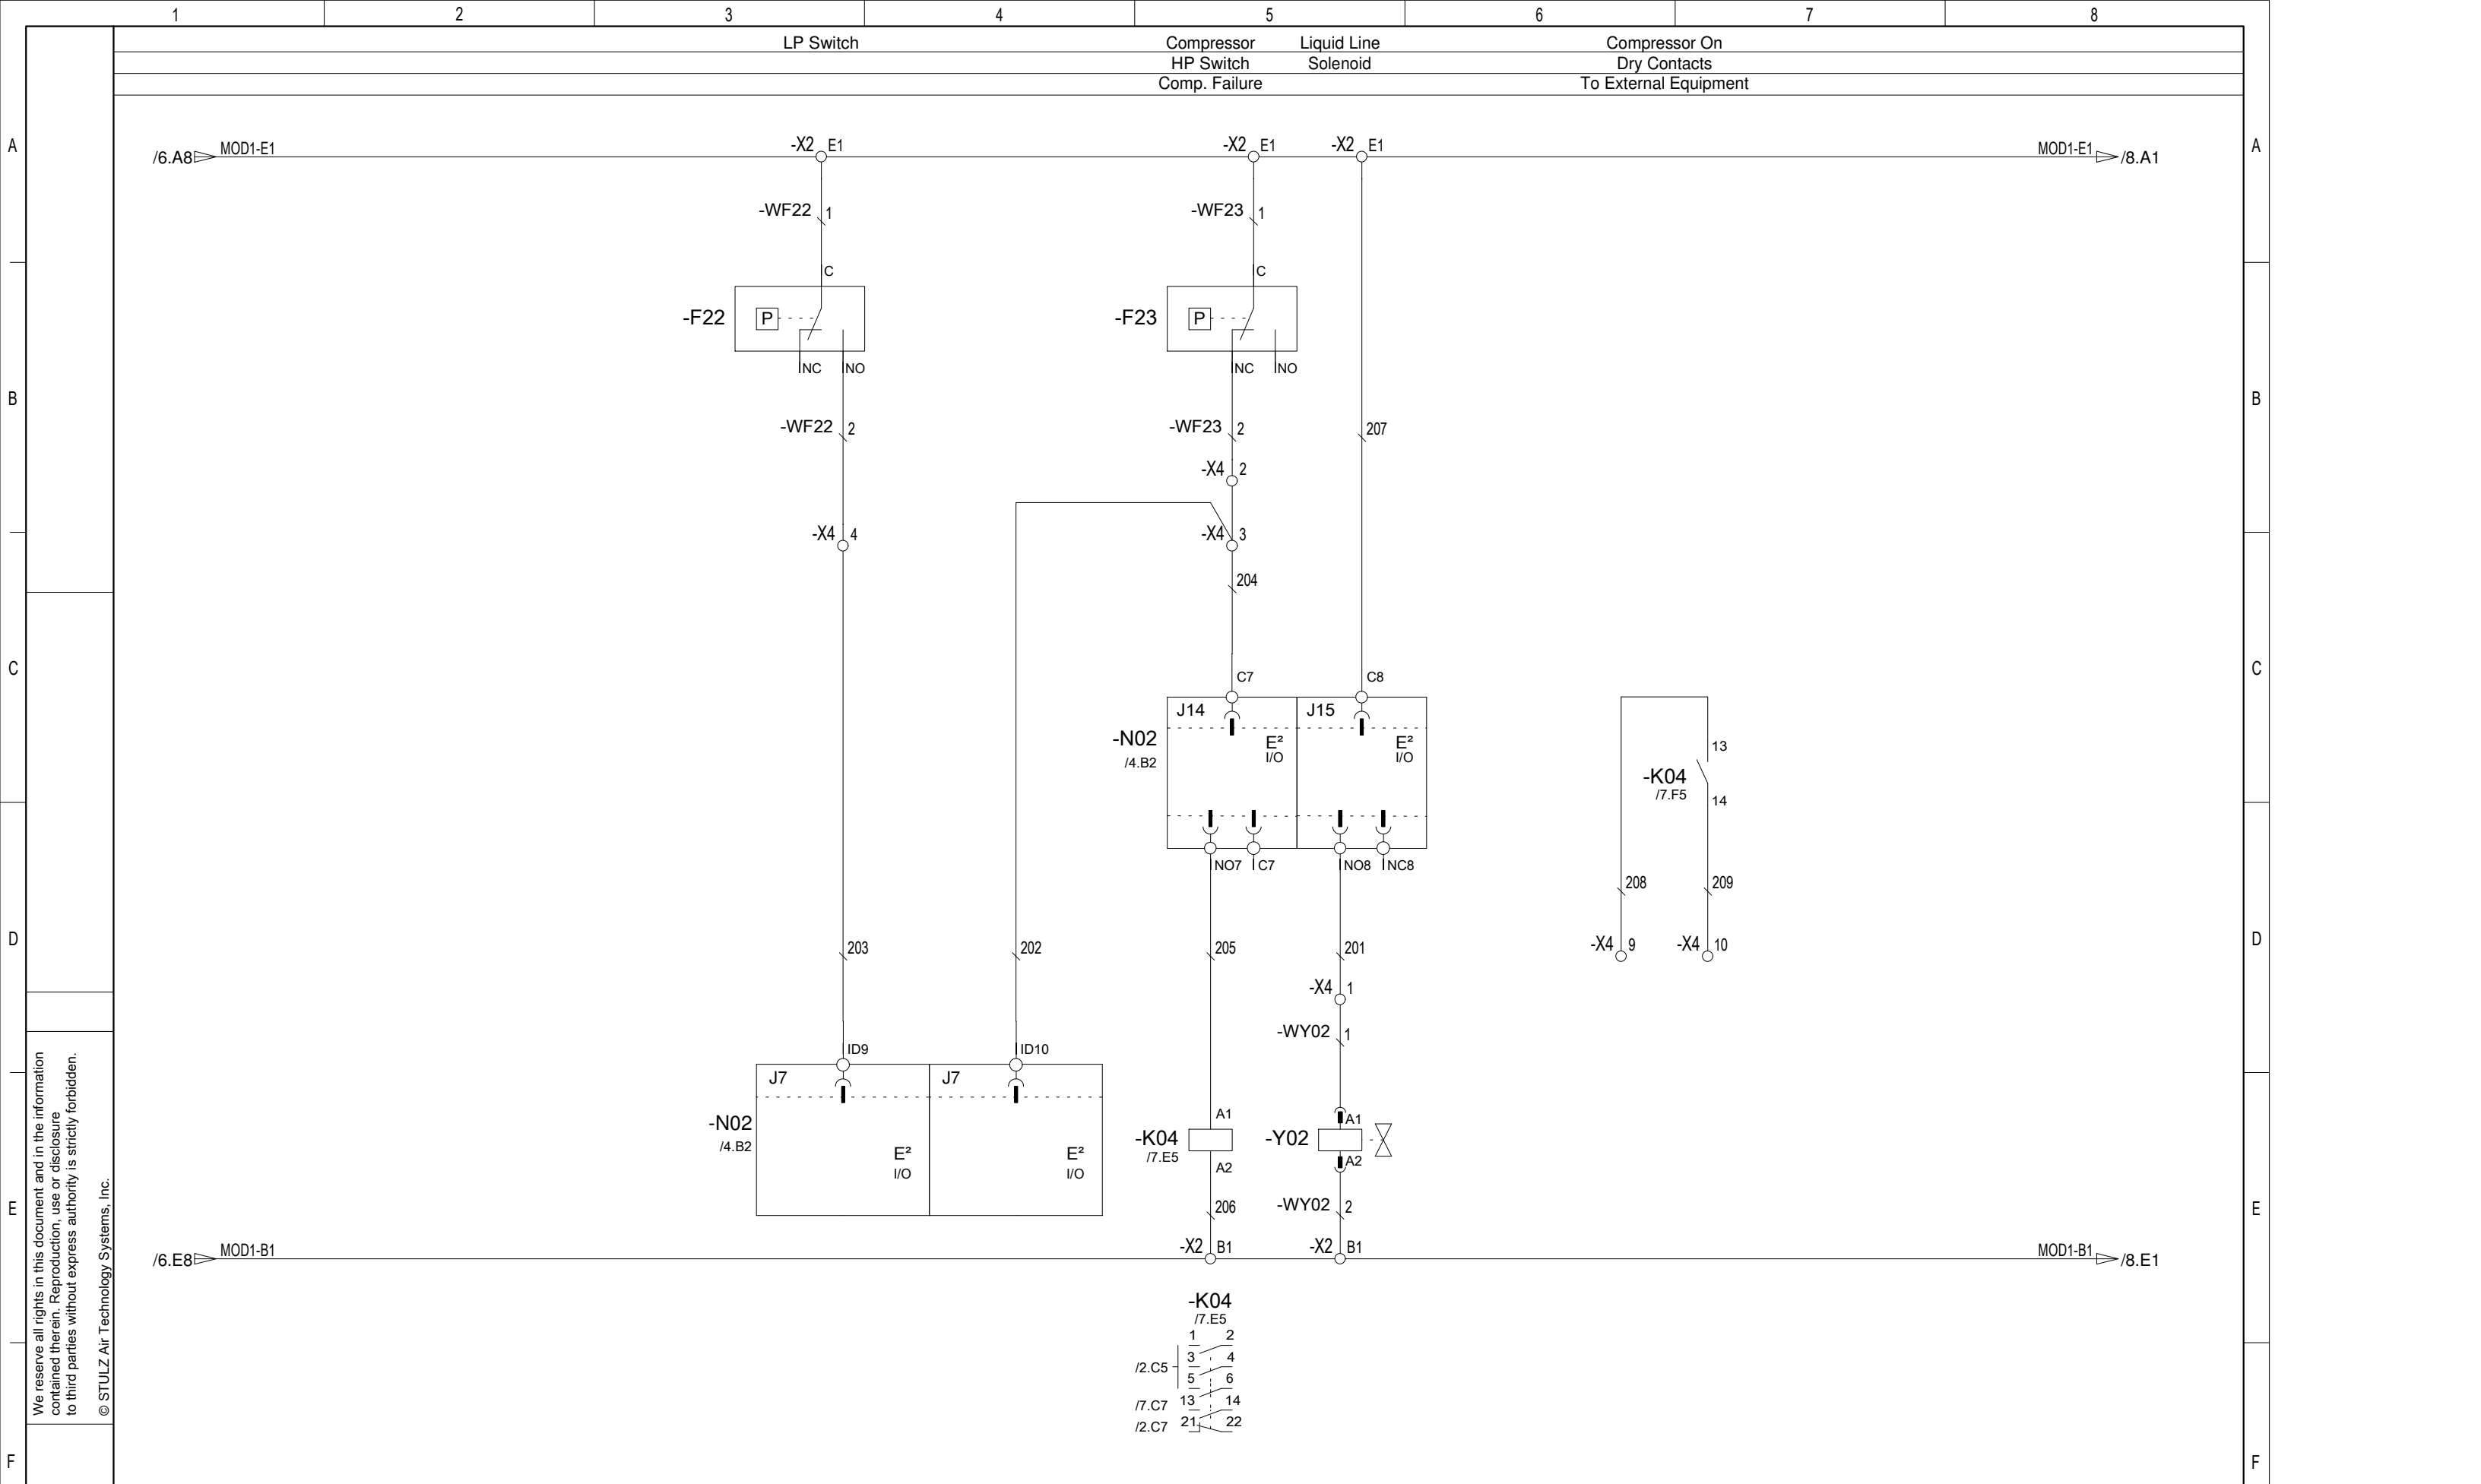 1 2 3 4 5 6 7 8
LP Switch Compressor Liquid Line Compressor On
HP Switch Solenoid Dry Contacts
Comp. Failure To External Equipment
A -X2 E1 -X2 E1 -X2 E1 A
/6.A8 MOD1-E1 MOD1-E1 /8.A1
-WF22 1 -WF23 1
C C
-F22 P -F23 P
NC NO NC NO
B B
-WF22 2 -WF23 2 207
-X4 2
-X4 4 -X4 3
204
C C
C7 C8
J14 J15
-N02 E² E² 13
/4.B2 I/O I/O
-K04
/7.F5
14
NO7 C7 NO8 NC8
208 209
D D
203 202 205 201 -X4 9 -X4 10
-X4 1
-WY02 1
ID9 ID10
J7 J7
A1 A1
-N02 -K04 -Y02
/4.B2 E² E² /7.E5
I/O I/O A2 A2
E E
206 -WY02 2
-X2 B1 -X2 B1
/6.E8 MOD1-B1 MOD1-B1 /8.E1
-K04
/7.E5
1 2
3 4
/2.C5
5 6
/7.C7 13 14
/2.C7 21 22
F F
We reserve all rights in this document and in the information
contained therein. Reproduction, use or disclosure
to third parties without express authority is strictly forbidden.
© STULZ Air Technology Systems, Inc.